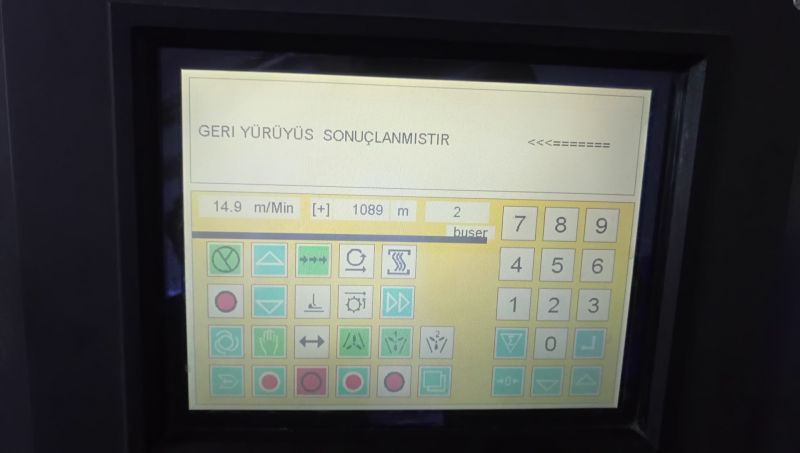 GERI YÜRÜYÜS SONUÇLANMISTIR <<<=======
14.9 m/Min [+] 1089 m 2
buser
7 8 9
4 5 6
1 2 3
0